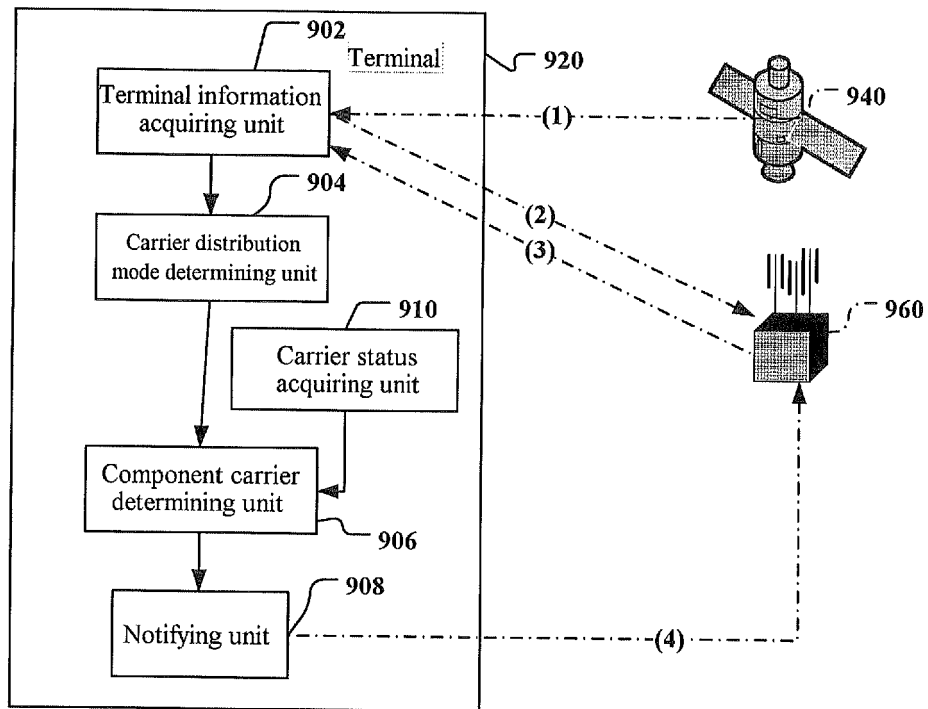 902
Terminal
920
Terminal information
acquiring unit
(1)
940
904
Carrier distribution
mode determining unit
(2)
(3)
910
960
Carrier status
acquiring unit
Component carrier
determining unit
906
908
Notifying unit
(4)